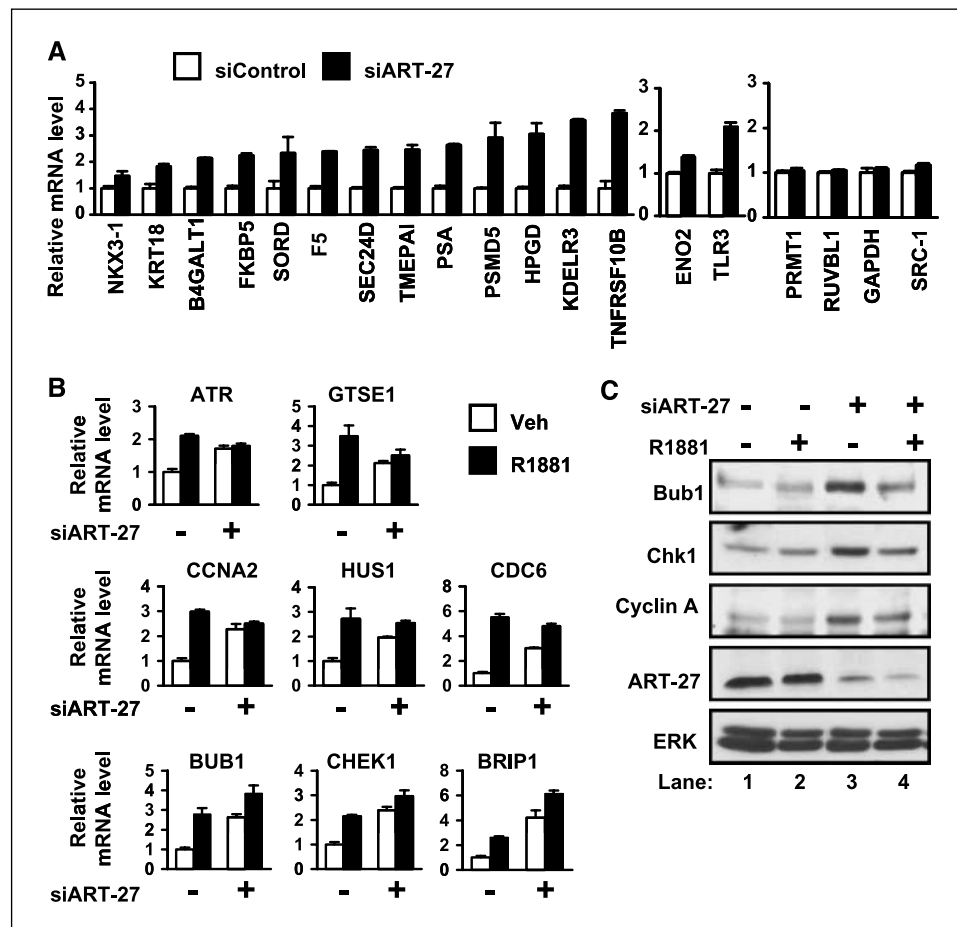 A
siControl siART-27
Relative mRNA level
5
4
3
2
1
0
3
2
1
0
3
2
1
0
NKX3-1 KRT18 B4GALT1 FKBP5 SORD F5 SEC24D TMEPAI PSA PSMD5 HPGD KDELR3 TNFRSF10B ENO2 TLR3 PRMT1 RUVBL1 GAPDH SRC-1
B
Veh
R1881
ATR GTSE1
Relative mRNA level
3
2
1
0
5
4
3
2
1
0
siART-27 - + - +
CCNA2 HUS1 CDC6
Relative mRNA level
4
3
2
1
0
4
3
2
1
0
6
4
2
0
siART-27 - + - + - +
BUB1 CHEK1 BRIP1
Relative mRNA level
5
4
3
2
1
0
4
3
2
1
0
8
6
4
2
0
siART-27 - + - + - +
C
siART-27 - - + +
R1881 - + - +
Bub1
Chk1
Cyclin A
ART-27
ERK
Lane: 1 2 3 4